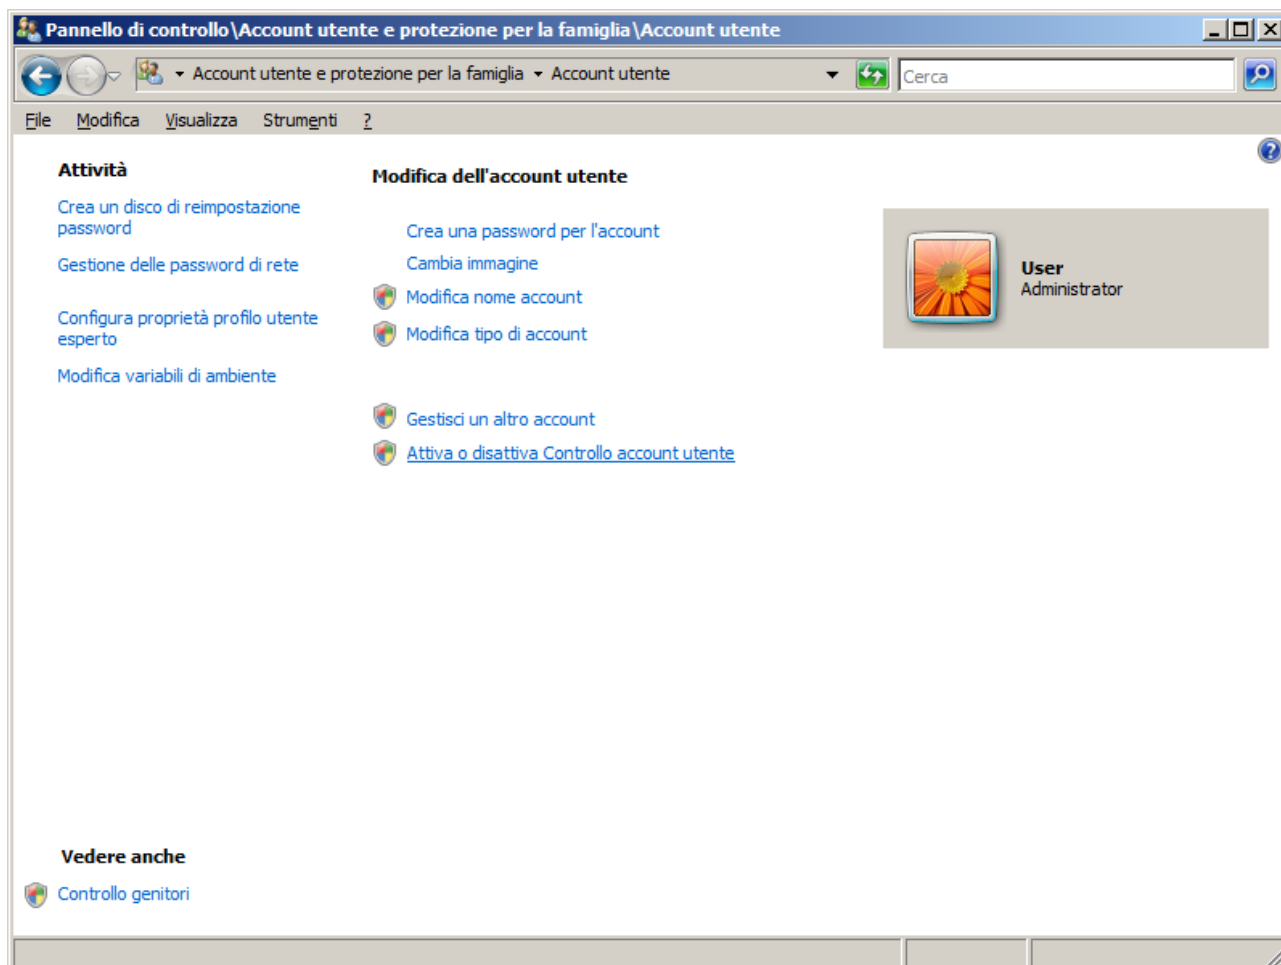 Pannello di controllo\Account utente e protezione per la famiglia\Account utente
Account utente e protezione per la famiglia Account utente
Cerca
File Modifica Visualizza Strumenti ?
Attività
Crea un disco di reimpostazione
password
Gestione delle password di rete
Configura proprietà profilo utente
esperto
Modifica variabili di ambiente
Modifica dell'account utente
Crea una password per l'account
Cambia immagine
Modifica nome account
Modifica tipo di account
Gestisci un altro account
Attiva o disattiva Controllo account utente
User
Administrator
Vedere anche
Controllo genitori